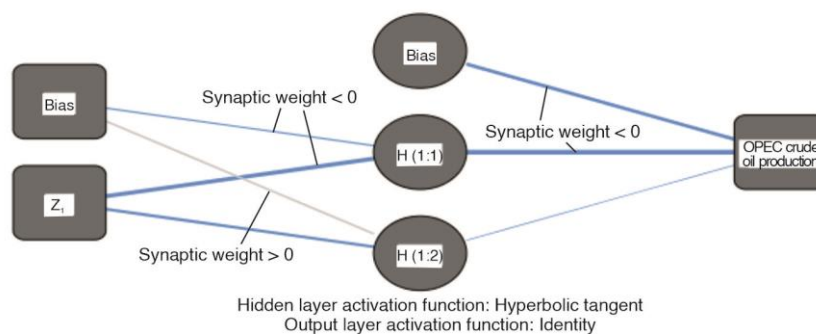 Bias
Bias
Synaptic weight < 0
Synaptic weight < 0
H (1:1)
OPEC crude
oil production
Z₁
Synaptic weight > 0
H (1:2)
Hidden layer activation function: Hyperbolic tangent
Output layer activation function: Identity